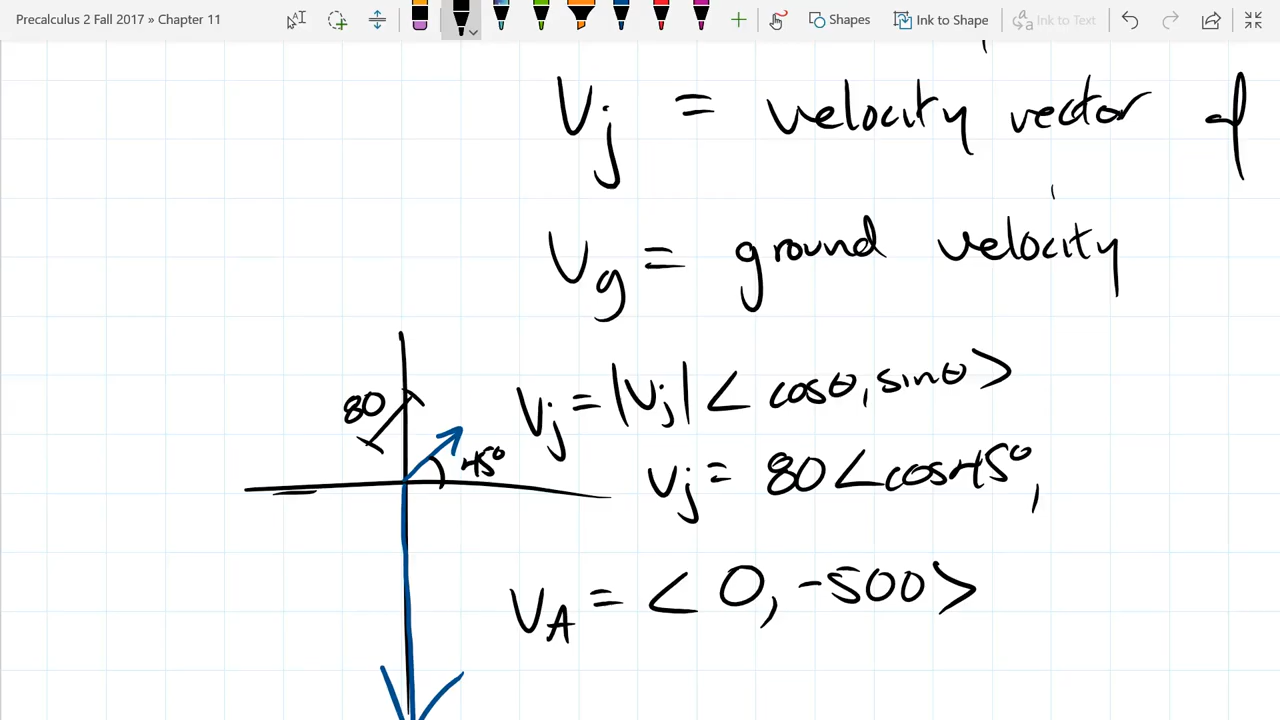 Precalculus 2 Fall 2017 » Chapter 11
Shapes
Ink to Shape
Ink to Text
Vj = velocity vector of
Vg = ground velocity
80
45°
Vj = |Vj| < cosθ, sinθ >
Vj = 80 < cos45°,
VA = < 0, -500 >